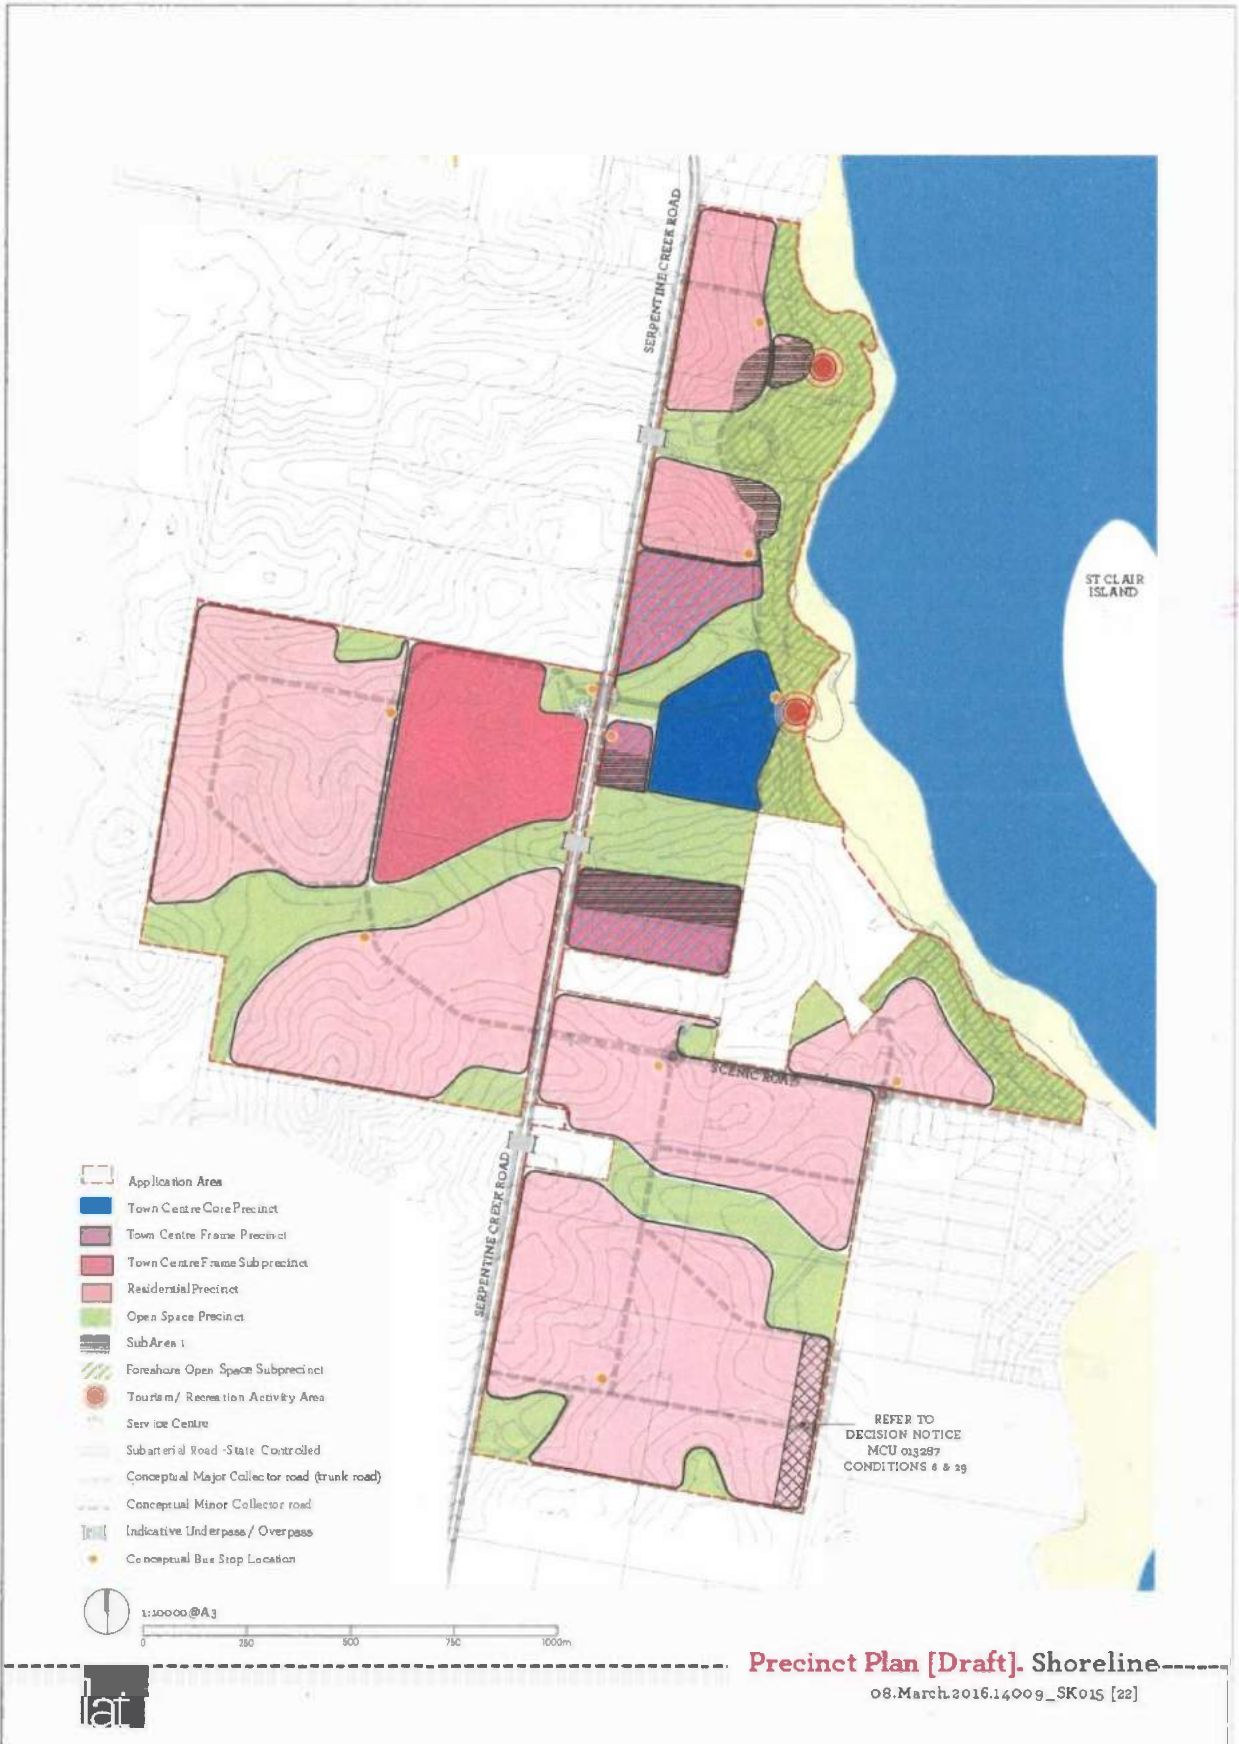 SERPENTINE CREEK ROAD
ST CLAIR
ISLAND
SCENIC ROAD
SERPENTINE CREEK ROAD
Application Area
Town Centre Core Precinct
Town Centre Frame Precinct
Town Centre Frame Subprecinct
Residential Precinct
Open Space Precinct
SubArea 1
Foreshore Open Space Subprecinct
Tourism/ Recreation Activity Area
Service Centre
Subarterial Road -State Controlled
Conceptual Major Collector road (trunk road)
Conceptual Minor Collector road
Indicative Underpass/ Overpass
Conceptual Bus Stop Location
REFER TO
DECISION NOTICE
MCU 013287
CONDITIONS 8 & 29
1:10000@A3
0 250 500 750 1000m
Precinct Plan [Draft]. Shoreline
08.March.2016.14009_SK015 [22]
lat